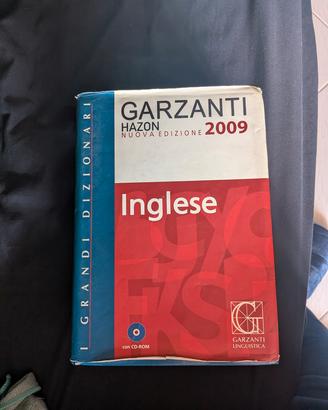 I GRANDI DIZIONARI
GARZANTI
HAZON
NUOVA EDIZIONE 2009
Inglese
con CD-ROM
G
GARZANTI
LINGUISTICA